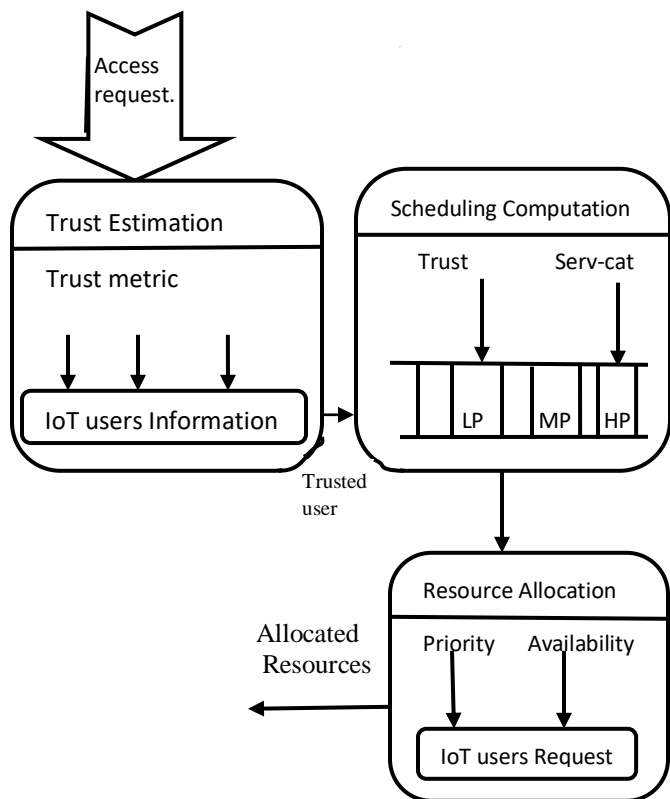 Access
request.
Trust Estimation
Trust metric
IoT users Information
Trusted
user
Scheduling Computation
Trust Serv-cat
LP MP HP
Resource Allocation
Priority Availability
IoT users Request
Allocated
Resources